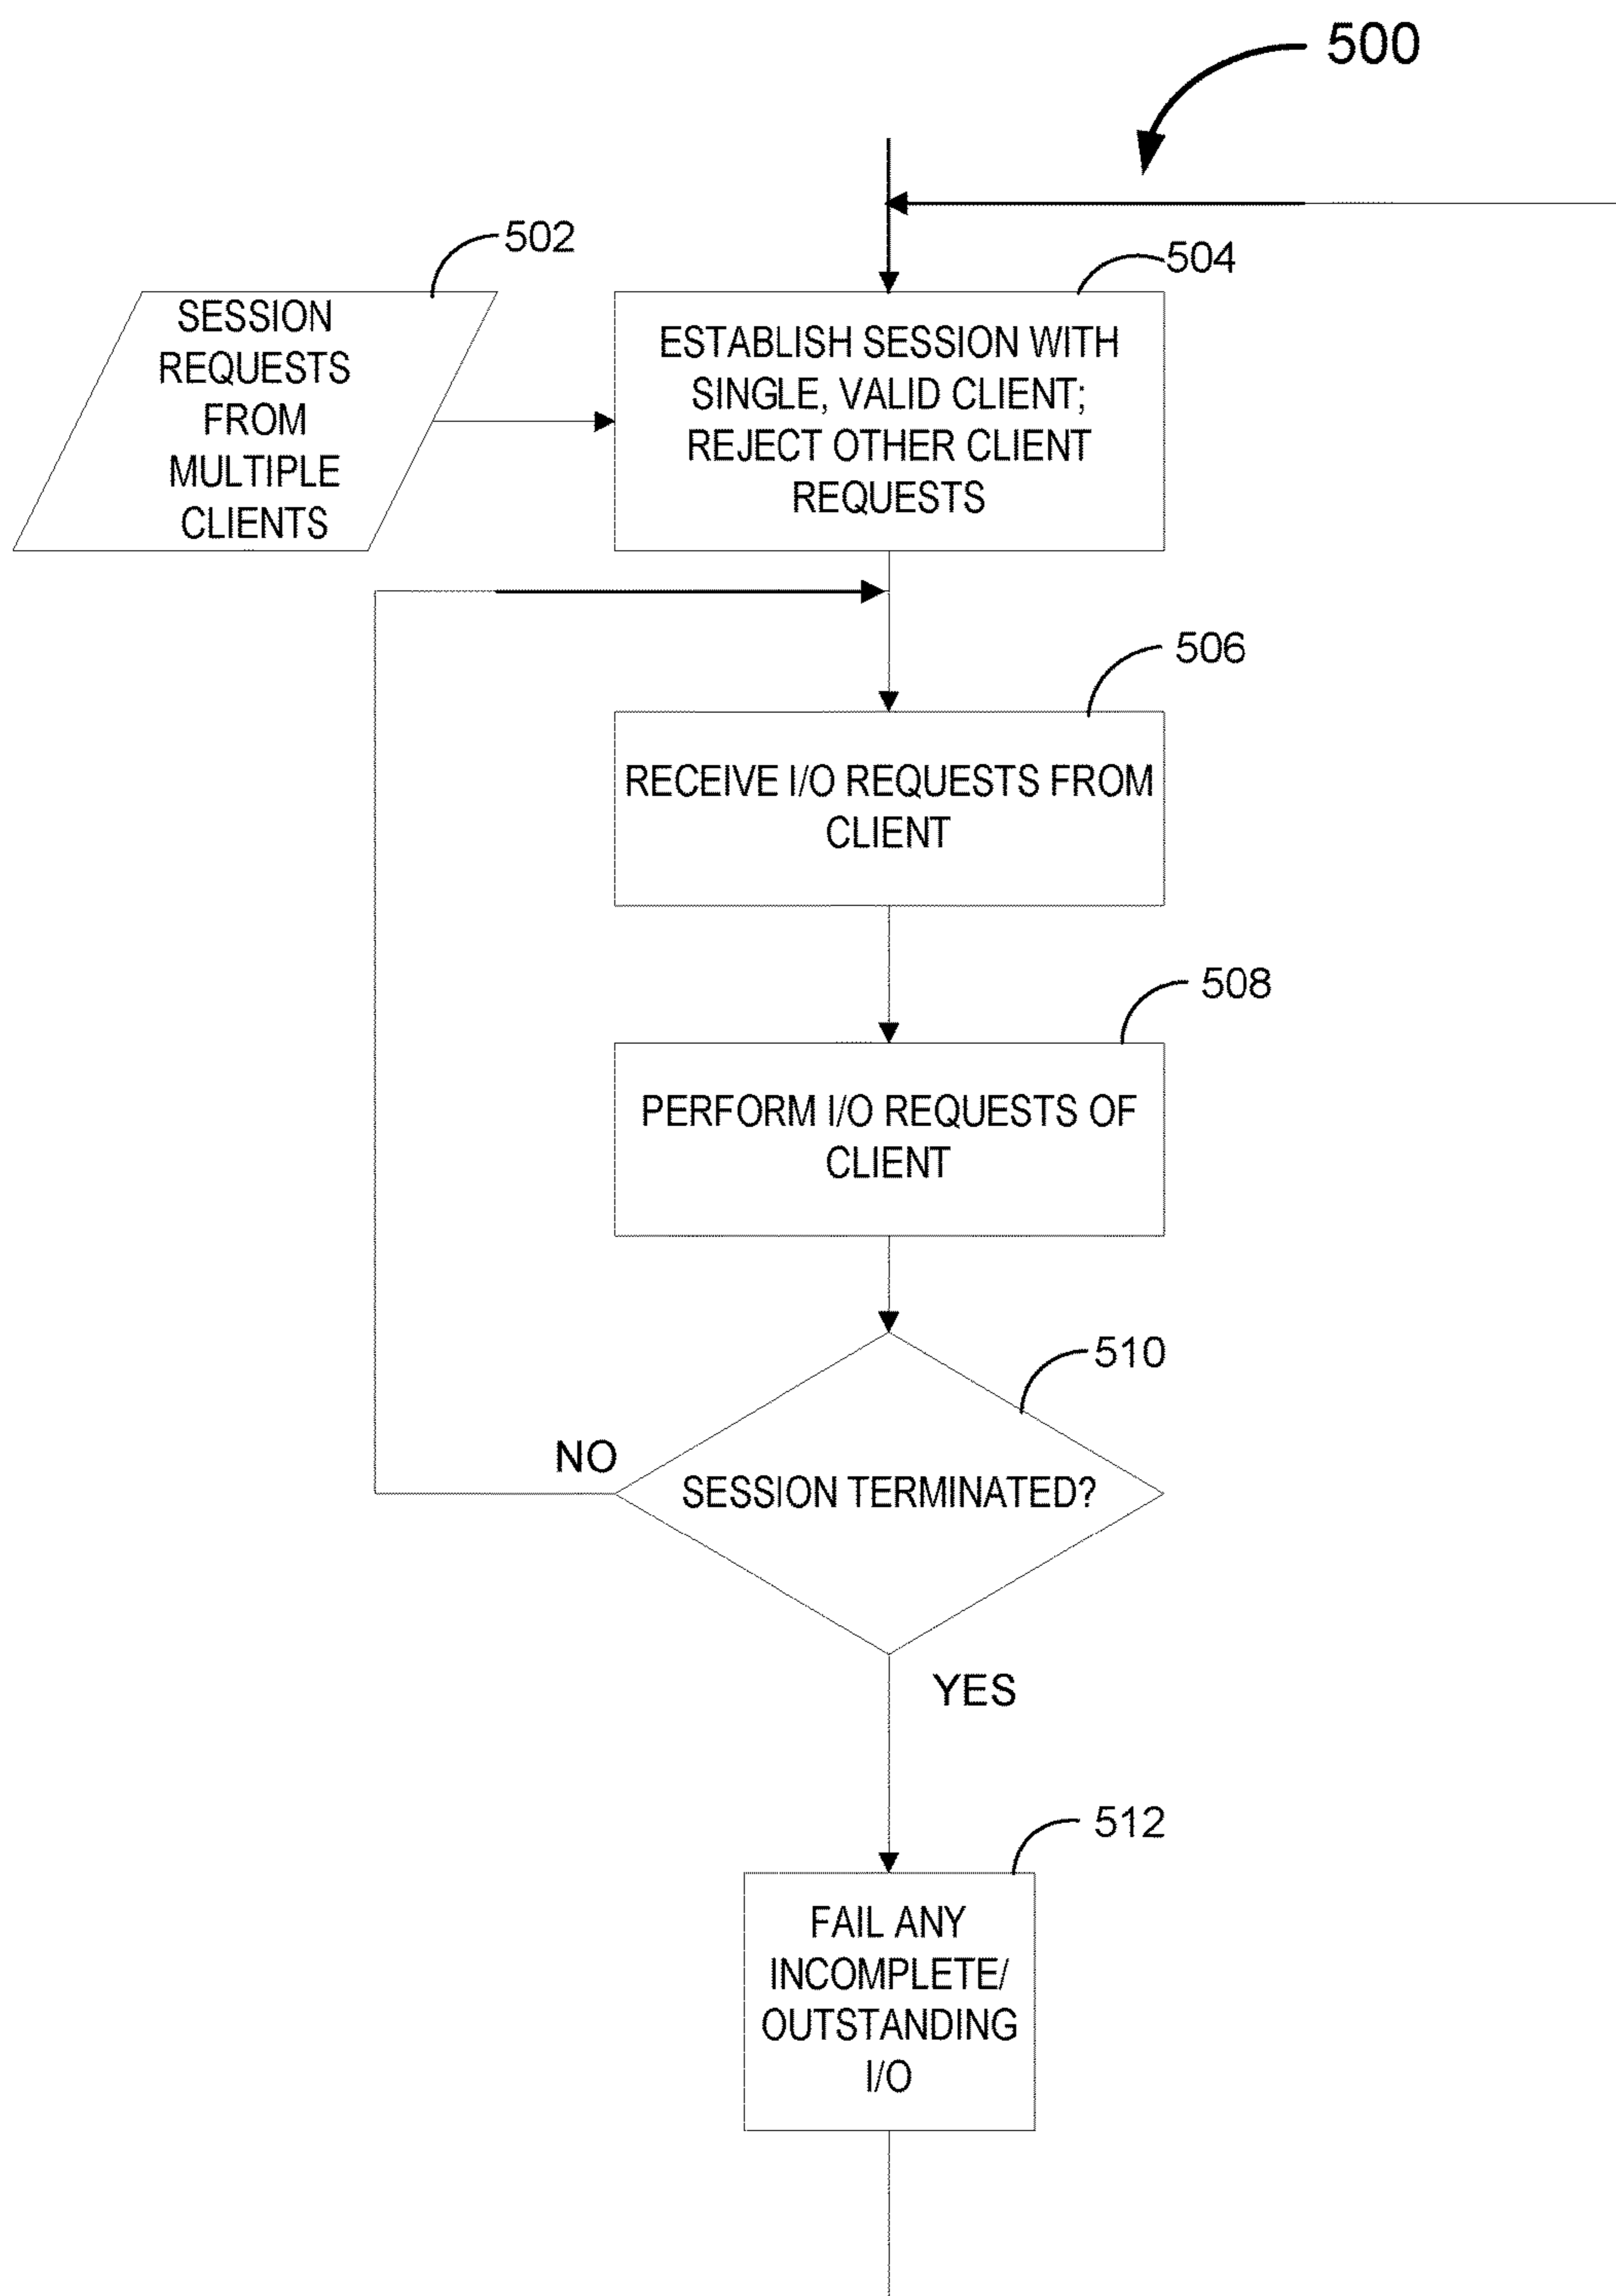 500
502
504
SESSION
REQUESTS
FROM
MULTIPLE
CLIENTS
ESTABLISH SESSION WITH
SINGLE, VALID CLIENT;
REJECT OTHER CLIENT
REQUESTS
506
RECEIVE I/O REQUESTS FROM
CLIENT
508
PERFORM I/O REQUESTS OF
CLIENT
510
NO
SESSION TERMINATED?
YES
512
FAIL ANY
INCOMPLETE/
OUTSTANDING
I/O